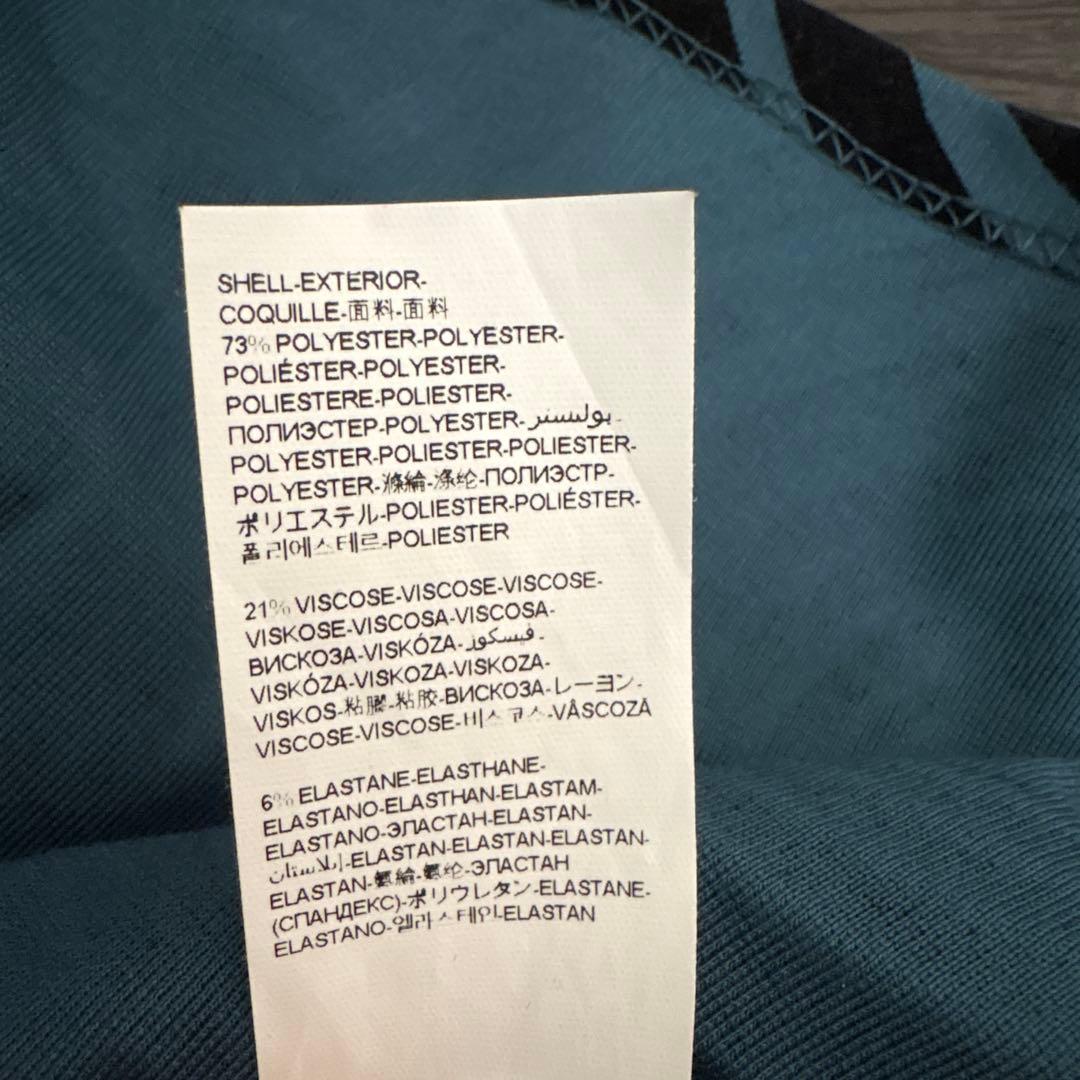 SHELL-EXTERIOR-
COQUILLE-面料-面料
73% POLYESTER-POLYESTER-
POLIÉSTER-POLYESTER-
POLIESTERE-POLIESTER-
ПОЛИЭСТЕР-POLYESTER-بوليستر-
POLYESTER-POLIESTER-POLIESTER-
POLYESTER-滌綸-涤纶-ПОЛИЭСТР-
ポリエステル-POLIESTER-POLIÉSTER-
폴리에스테르-POLIESTER
21% VISCOSE-VISCOSE-VISCOSE-
VISKOSE-VISCOSA-VISCOSA-
ВИСКОЗА-VISKÓZA-فيسكوز-
VISKÓZA-VISKOZA-VISKOZA-
VISKOS-粘膠-粘胶-ВИСКОЗА-レーヨン-
VISCOSE-VISCOSE-비스코스-VÂSCOZĂ
6% ELASTANE-ELASTHANE-
ELASTANO-ELASTHAN-ELASTAM-
ELASTANO-ЭЛАСТАН-ELASTAN-
إيلاستان-ELASTAN-ELASTAN-ELASTAN-
ELASTAN-氨綸-氨纶-ЭЛАСТАН
(СПАНДЕКС)-ポリウレタン-ELASTANE-
ELASTANO-엘라스테인-ELASTAN